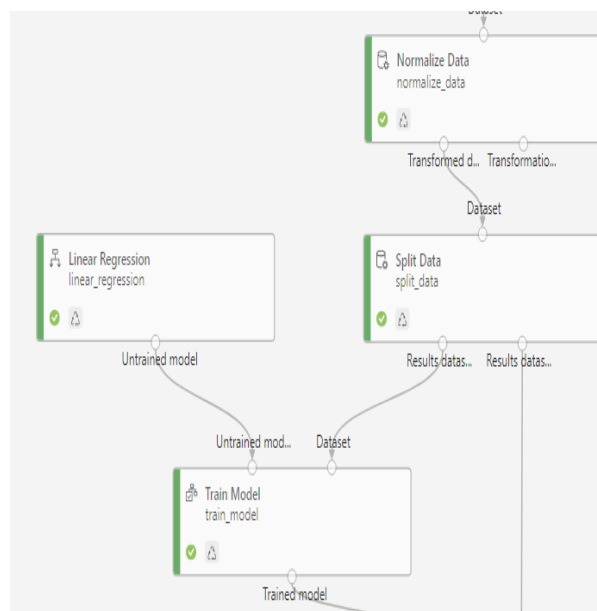 Dataset
Normalize Data
normalize_data
Transformed d... Transformatio...
Dataset
Linear Regression
linear_regression
Split Data
split_data
Untrained model
Results datas... Results datas...
Untrained mod... Dataset
Train Model
train_model
Trained model